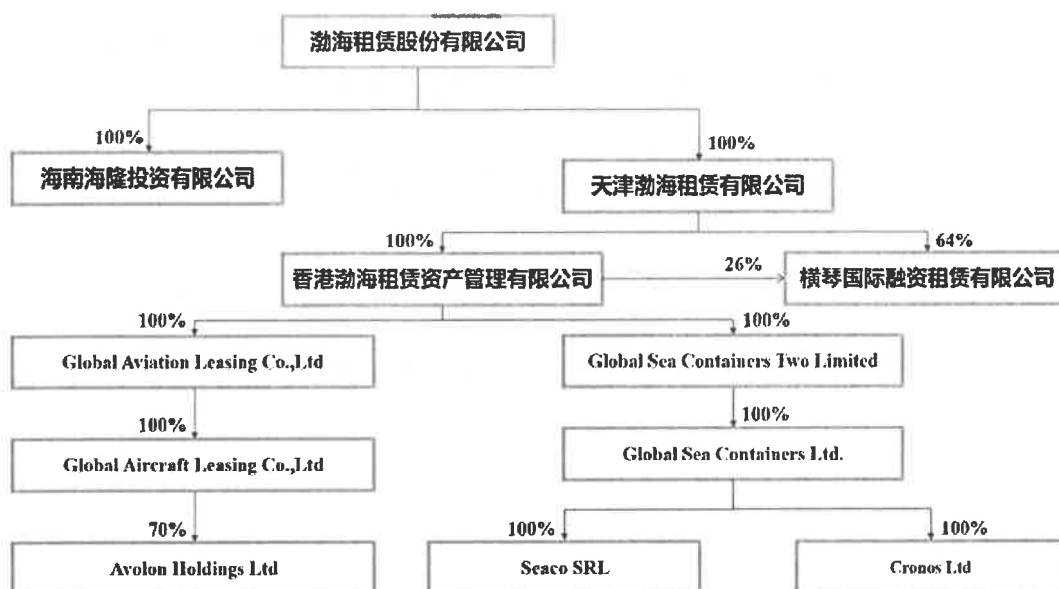 渤海租赁股份有限公司
100%
100%
海南海隆投资有限公司
天津渤海租赁有限公司
100%
64%
香港渤海租赁资产管理有限公司
26%
横琴国际融资租赁有限公司
100%
100%
Global Aviation Leasing Co.,Ltd
Global Sea Containers Two Limited
100%
100%
Global Aircraft Leasing Co.,Ltd
Global Sea Containers Ltd.
70%
100%
100%
Avolon Holdings Ltd
Seaco SRL
Cronos Ltd